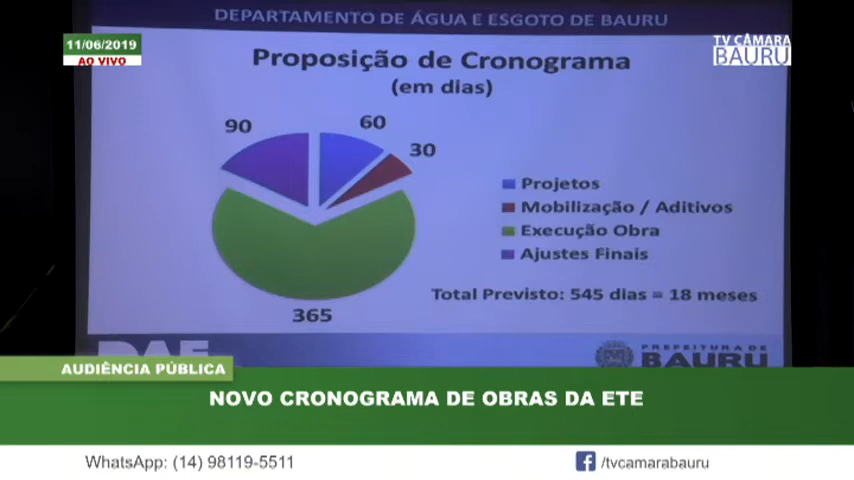 DEPARTAMENTO DE ÁGUA E ESGOTO DE BAURU
11/06/2019
AO VIVO
TV CÂMARA
BAURU
Proposição de Cronograma
(em dias)
90
60
30
365
Projetos
Mobilização / Aditivos
Execução Obra
Ajustes Finais
Total Previsto: 545 dias = 18 meses
DAE
PREFEITURA DE
BAURU
AUDIÊNCIA PÚBLICA
NOVO CRONOGRAMA DE OBRAS DA ETE
WhatsApp: (14) 98119-5511
/tvcamarabauru